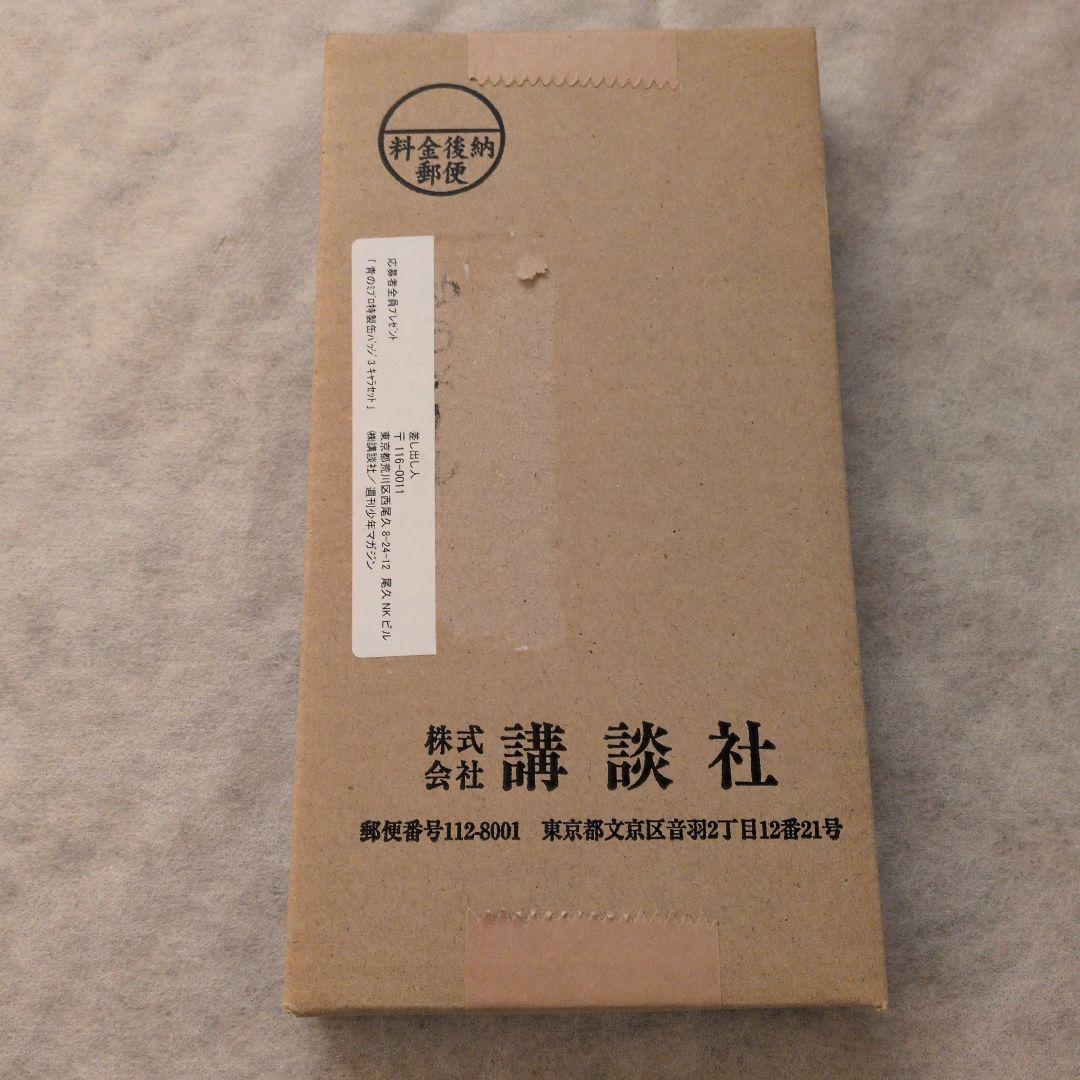 料金後納
郵便
応募者全員ﾌﾟﾚｾﾞﾝﾄ
「青のﾐﾌﾞﾛ特製缶ﾊﾞｯｼﾞ3ｷｬﾗｾｯﾄ」
差し出し人
〒116-0011
東京都荒川区西尾久8-24-12 尾久NKビル
㈱講談社／週刊少年マガジン
株式会社 講談社
郵便番号112-8001 東京都文京区音羽2丁目12番21号